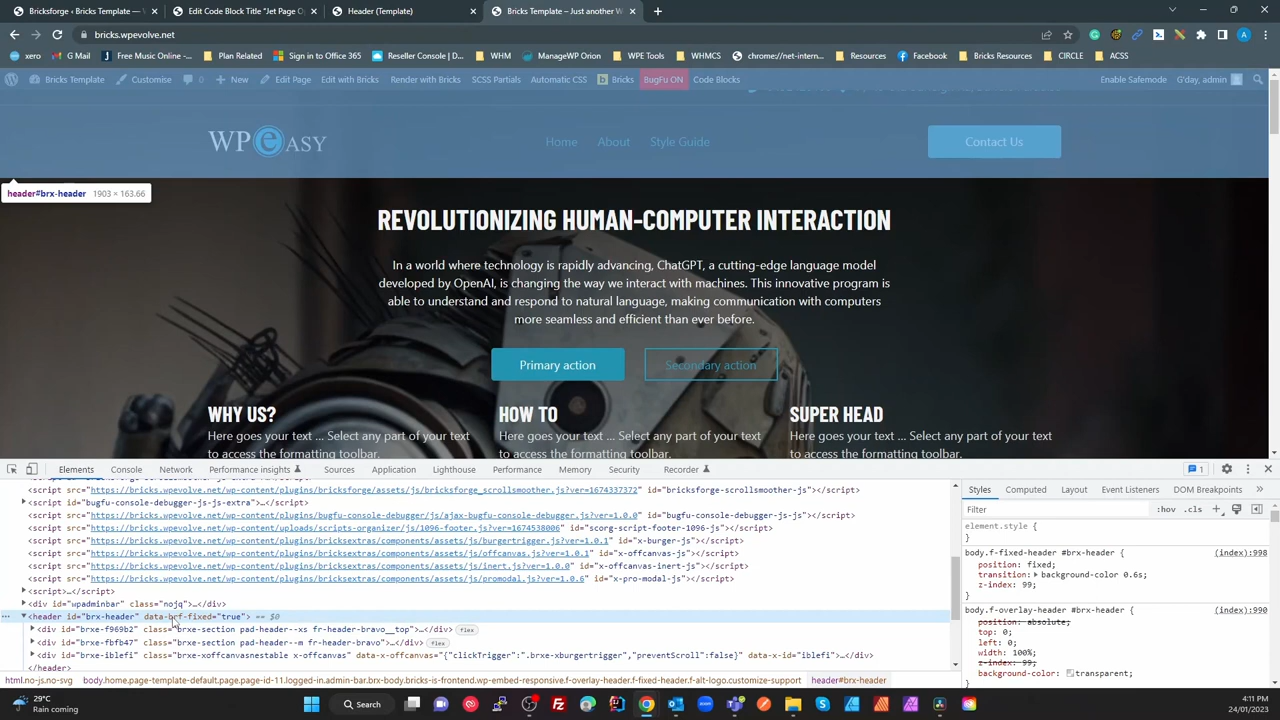 Bricksforge ‹ Bricks Template —
Edit Code Block Title "Jet Page O
Header (Template)
Bricks Template – Just another W
bricks.wpevolve.net
xero
G Mail
Free Music Online -...
Plan Related
Sign in to Office 365
Reseller Console |...
WHM
ManageWP Orion
WPE Tools
WHMCS
chrome://net-intern...
Resources
Facebook
Bricks Resources
CIRCLE
ACSS
Bricks Template
Customise
0
New
Edit Page
Edit with Bricks
Render with Bricks
SCSS Partials
Automatic CSS
Bricks
BugFu ON
Code Blocks
Enable Safemode
G'day, admin
WPeASY
Home
About
Style Guide
Contact Us
header#brx-header 1903 × 163.66
REVOLUTIONIZING HUMAN-COMPUTER INTERACTION
In a world where technology is rapidly advancing, ChatGPT, a cutting-edge language model
developed by OpenAI, is changing the way we interact with machines. This innovative program is
able to understand and respond to natural language, making communication with computers
more seamless and efficient than ever before.
Primary action
Secondary action
WHY US?
HOW TO
SUPER HEAD
Here goes your text ... Select any part of your text
Here goes your text ... Select any part of your text
Here goes your text ... Select any part of your text
to access the formatting toolbar.
to access the formatting toolbar.
to access the formatting toolbar.
Elements
Console
Network
Performance insights
Sources
Application
Lighthouse
Performance
Memory
Security
Recorder
1
<script src="https://bricks.wpevolve.net/wp-content/plugins/bricksforge/assets/js/bricksforge_scrollsmoother.js?ver=1674337372" id="bricksforge-scrollsmoother-js"></script>
<script id="bugfu-console-debugger-js-js-extra">…</script>
<script src="https://bricks.wpevolve.net/wp-content/plugins/bugfu-console-debugger/ajax-bugfu-console-debugger.js?ver=1.0.0" id="bugfu-console-debugger-js-js"></script>
<script src="https://bricks.wpevolve.net/wp-content/uploads/scripts-organizer/js/1096-footer.js?ver=1674538006" id="scorg-script-footer-1096-js"></script>
<script src="https://bricks.wpevolve.net/wp-content/plugins/bricksextras/components/assets/js/burgertrigger.js?ver=1.0.1" id="x-burger-js"></script>
<script src="https://bricks.wpevolve.net/wp-content/plugins/bricksextras/components/assets/js/offcanvas.js?ver=1.0.1" id="x-offcanvas-js"></script>
<script src="https://bricks.wpevolve.net/wp-content/plugins/bricksextras/components/assets/js/inert.js?ver=1.0.0" id="x-offcanvas-inert-js"></script>
<script src="https://bricks.wpevolve.net/wp-content/plugins/bricksextras/components/assets/js/promodal.js?ver=1.0.6" id="x-pro-modal-js"></script>
<script>…</script>
<div id="wpadminbar" class="nojq">…</div>
<header id="brx-header" data-brf-fixed="true"> == $0
<div id="brxe-f969b2" class="brxe-section pad-header--xs fr-header-bravo__top">…</div> flex
<div id="brxe-fbfb47" class="brxe-section pad-header--m fr-header-bravo">…</div> flex
<div id="brxe-iblefi" class="brxe-xoffcanvasnestable x-offcanvas" data-x-offcanvas="{"clickTrigger":".brxe-xburgertrigger","preventScroll":false}" data-x-id="iblefi">…</div>
</header>
html.no-js.no-svg
body.home.page-template-default.page.page-id-11.logged-in.admin-bar.brx-body.bricks-is-frontend.wp-embed-responsive.f-overlay-header.f-fixed-header.f-alt-logo.customize-support
header#brx-header
Styles
Computed
Layout
Event Listeners
DOM Breakpoints
Filter
:hov
.cls
element.style {
}
body.f-fixed-header #brx-header {
(index):998
position: fixed;
transition: background-color 0.6s;
z-index: 99;
}
body.f-overlay-header #brx-header {
(index):990
position: absolute;
top: 0;
left: 0;
width: 100%;
z-index: 99;
background-color: transparent;
}
29°C
Rain coming
Search
4:11 PM
24/01/2023